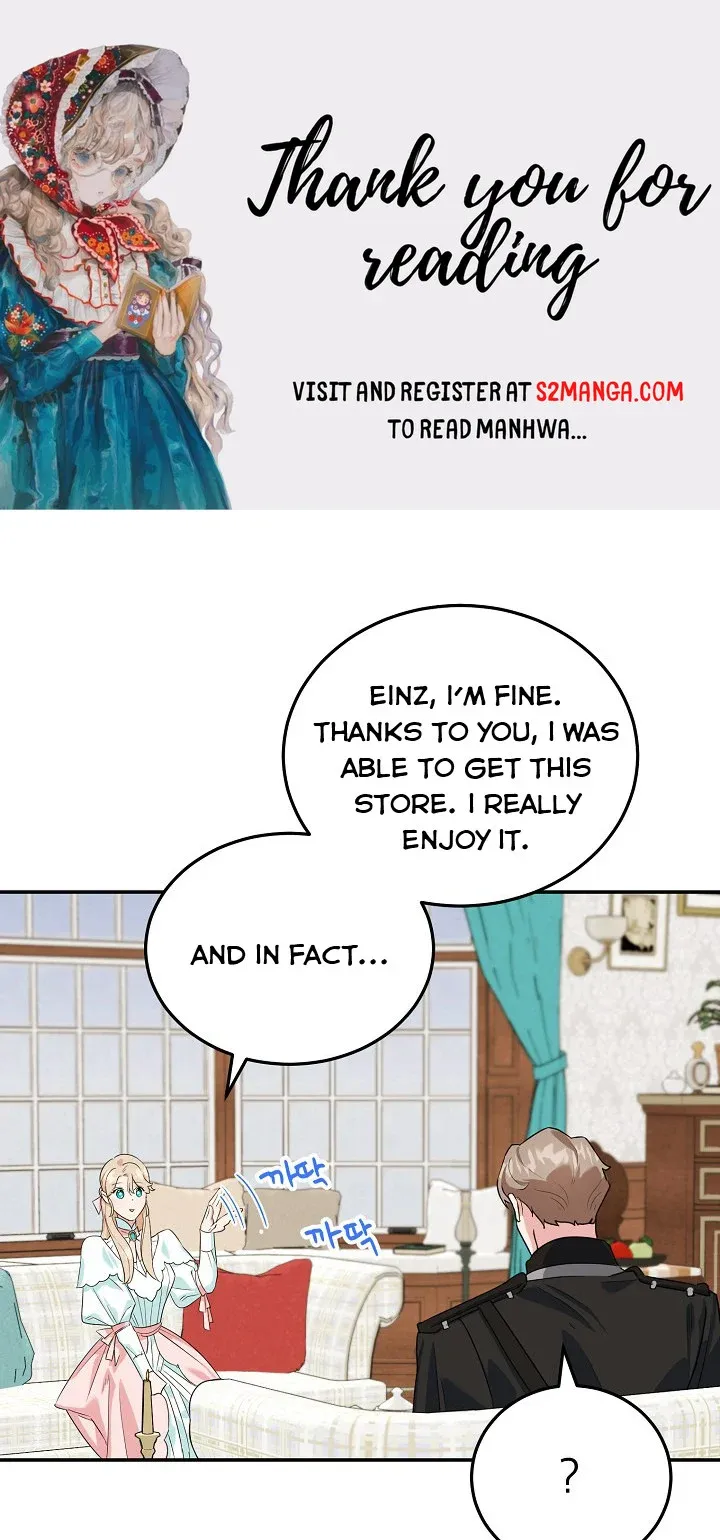 Thank you for
reading
VISIT AND REGISTER AT S2MANGA.COM
TO READ MANHWA...
EINZ, I'M FINE.
THANKS TO YOU, I WAS
ABLE TO GET THIS
STORE. I REALLY
ENJOY IT.
AND IN FACT...
까딱
까딱
?